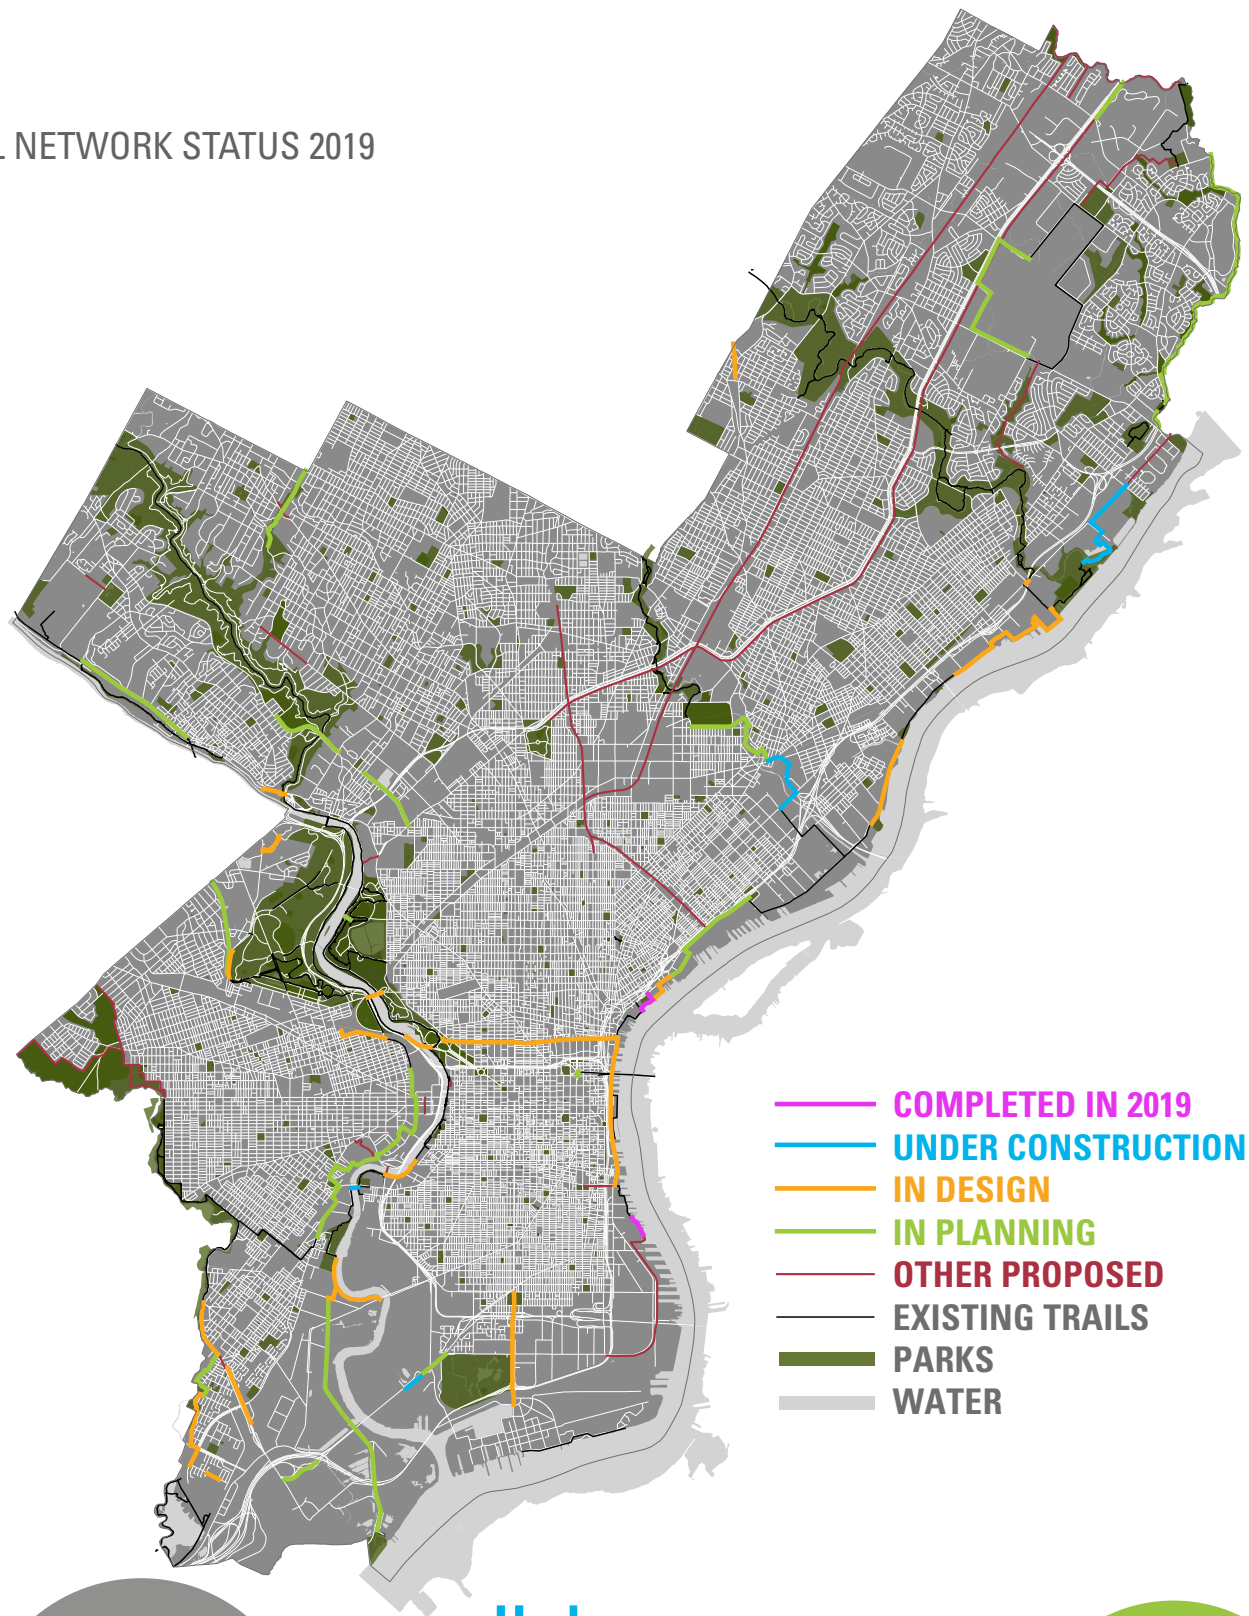 NETWORK STATUS 2019
COMPLETED IN 2019
UNDER CONSTRUCTION
IN DESIGN
IN PLANNING
OTHER PROPOSED
EXISTING TRAILS
PARKS
WATER